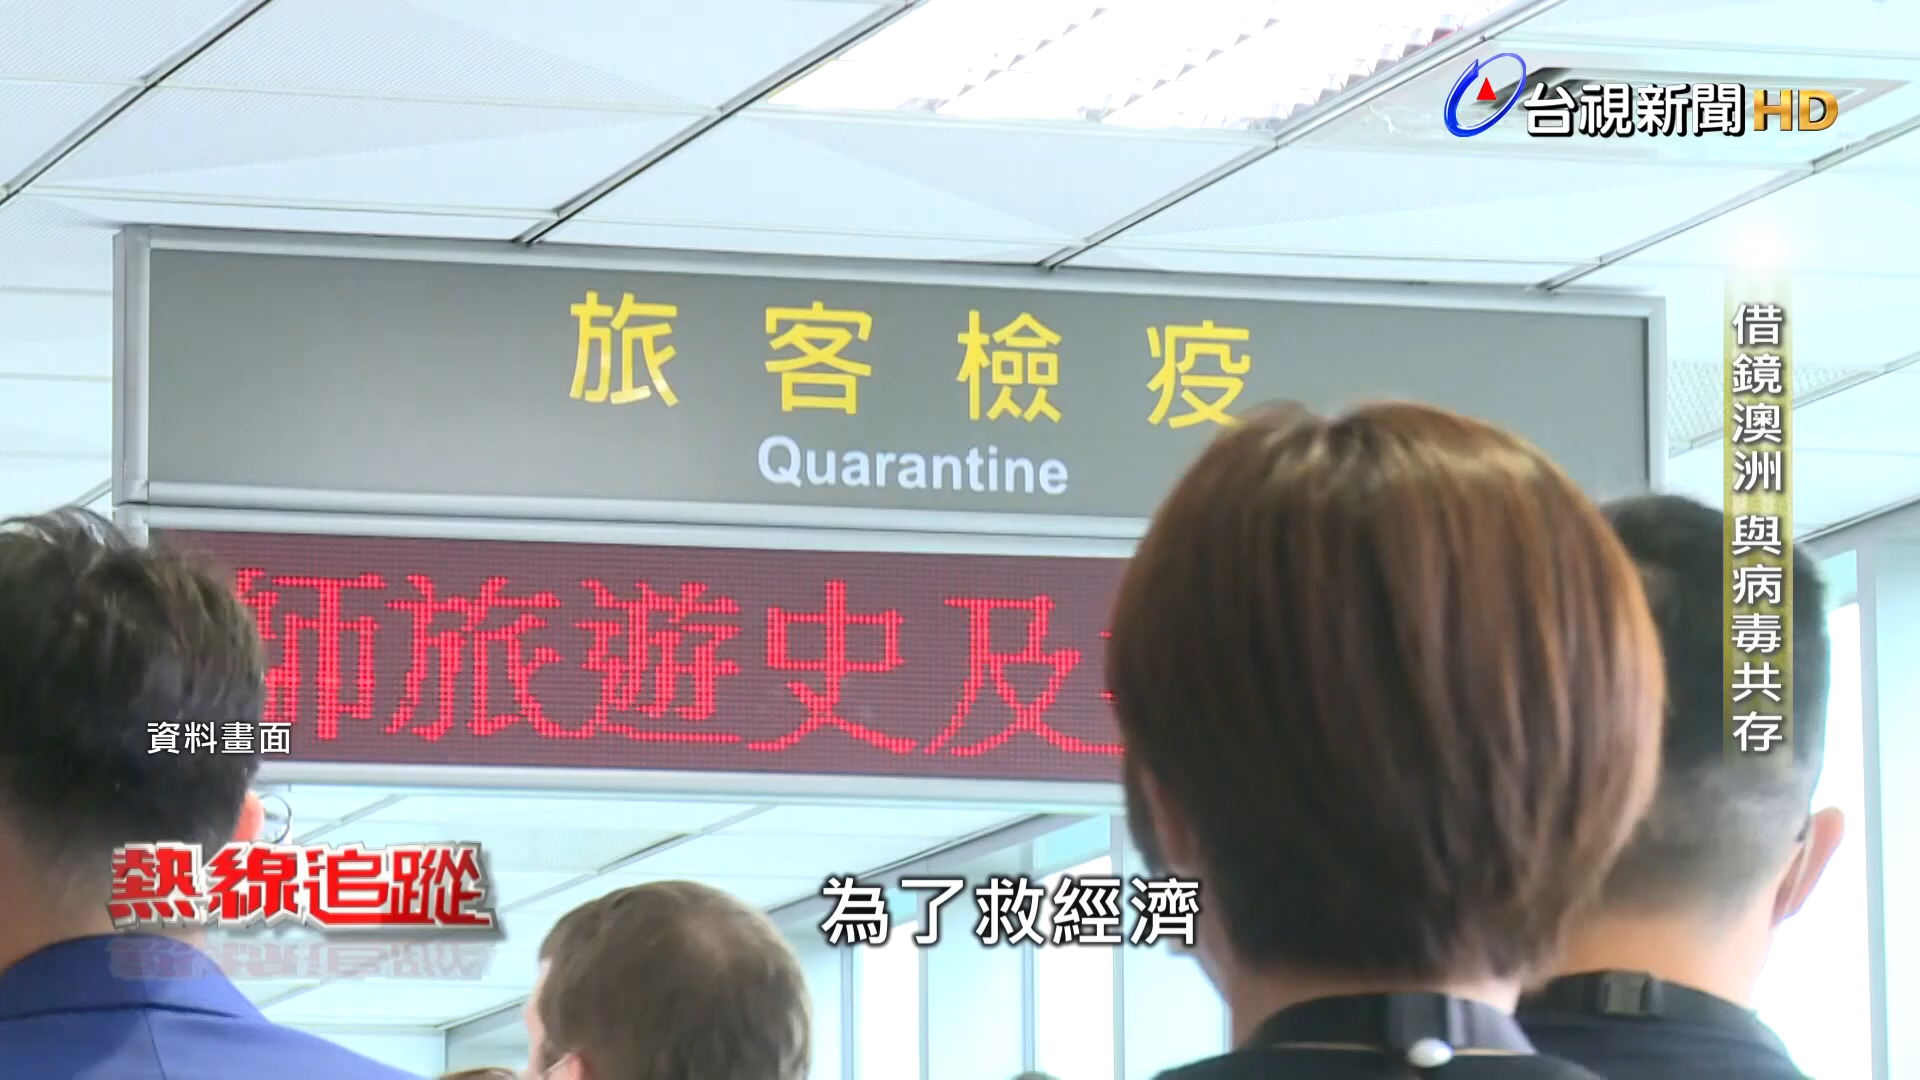 台視新聞HD
旅客檢疫
Quarantine
師旅遊史及
借鏡澳洲 與病毒共存
資料畫面
熱線追蹤
為了救經濟